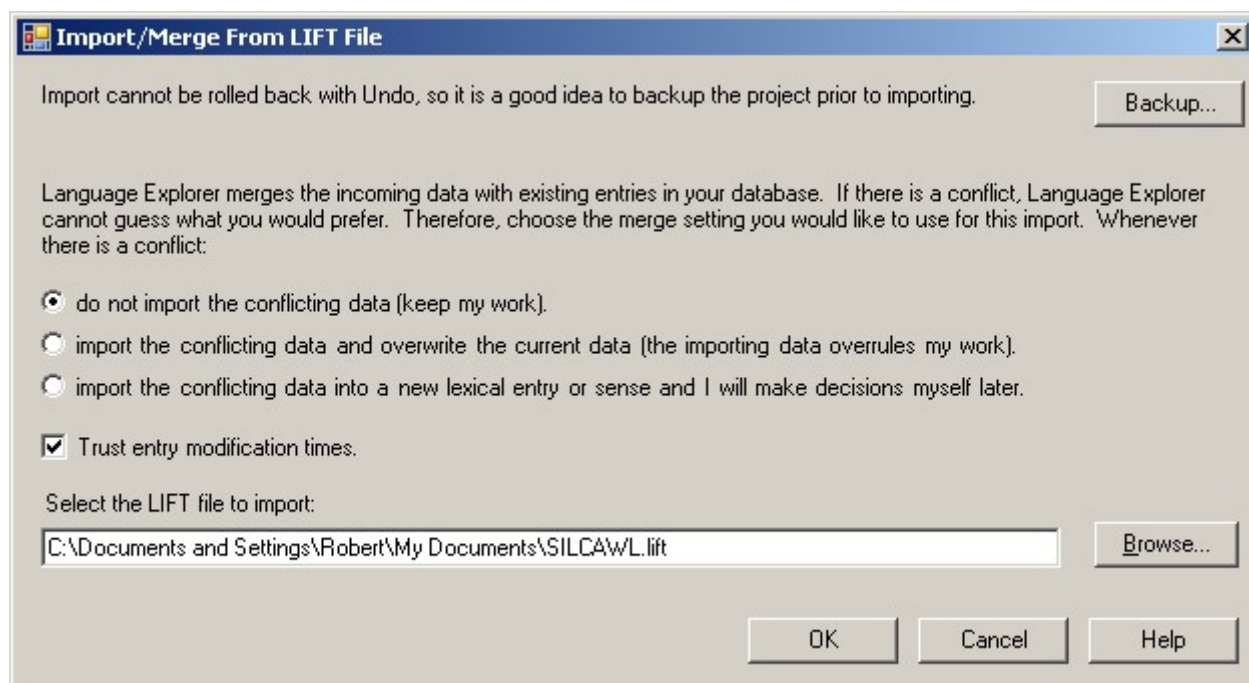 Import/Merge From LIFT File
Import cannot be rolled back with Undo, so it is a good idea to backup the project prior to importing.
Backup...
Language Explorer merges the incoming data with existing entries in your database.  If there is a conflict, Language Explorer
cannot guess what you would prefer.  Therefore, choose the merge setting you would like to use for this import.  Whenever
there is a conflict:
do not import the conflicting data (keep my work).
import the conflicting data and overwrite the current data (the importing data overrules my work).
import the conflicting data into a new lexical entry or sense and I will make decisions myself later.
Trust entry modification times.
Select the LIFT file to import:
C:\Documents and Settings\Robert\My Documents\SILCAWL.lift
Browse...
OK
Cancel
Help